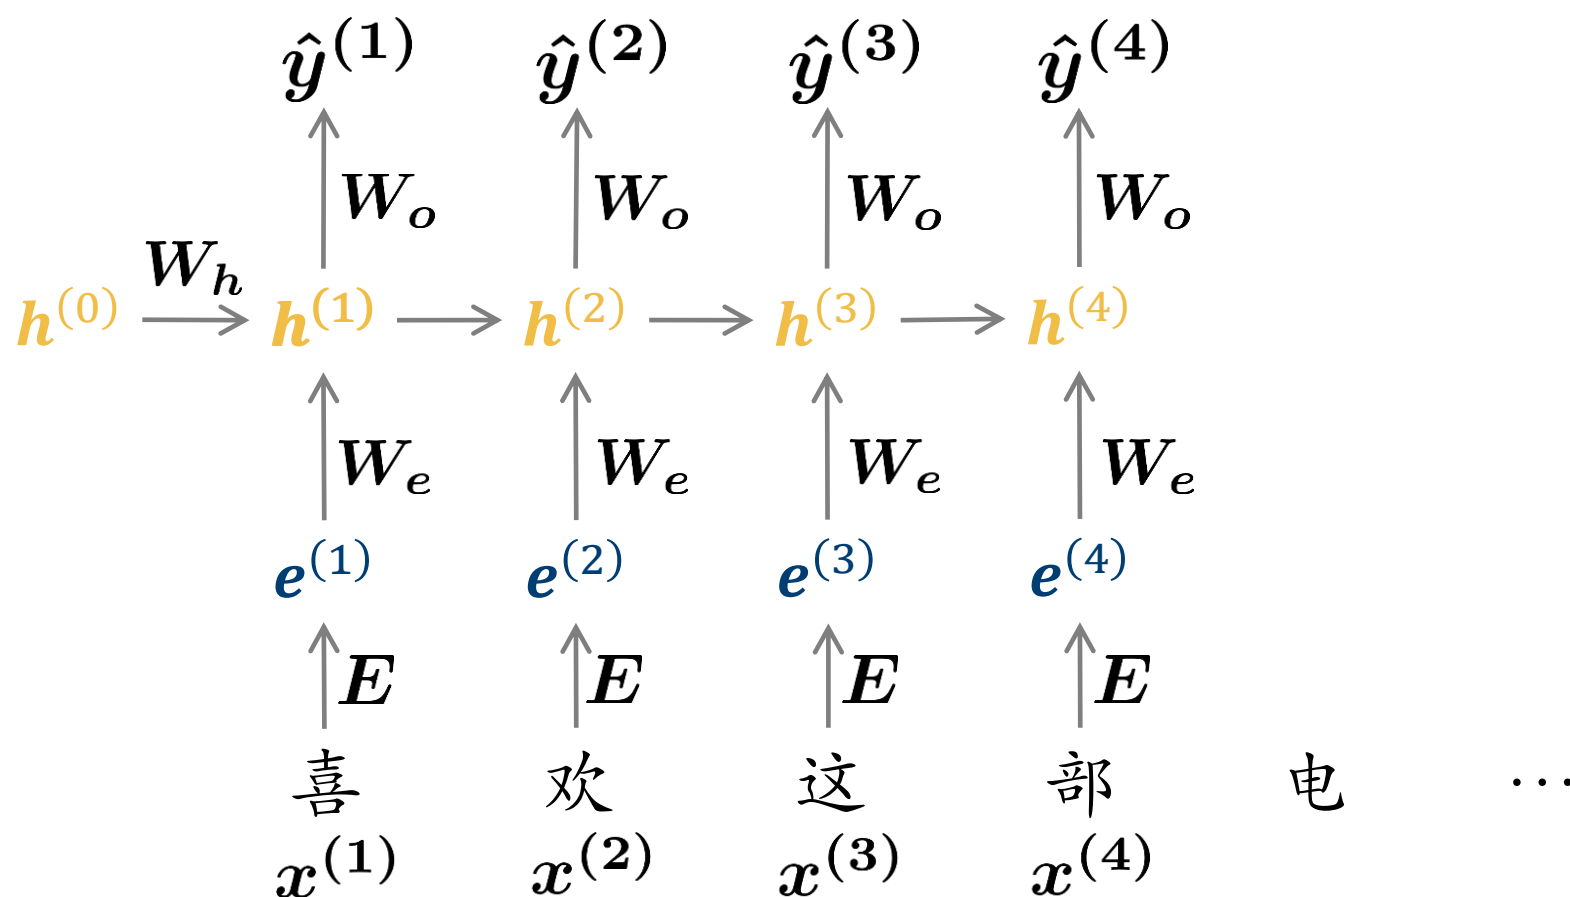 ŷ(1) ŷ(2) ŷ(3) ŷ(4)
Wo Wo Wo Wo
Wh
h(0) h(1) h(2) h(3) h(4)
We We We We
e(1) e(2) e(3) e(4)
E E E E
喜 欢 这 部 电 ···
x(1) x(2) x(3) x(4)